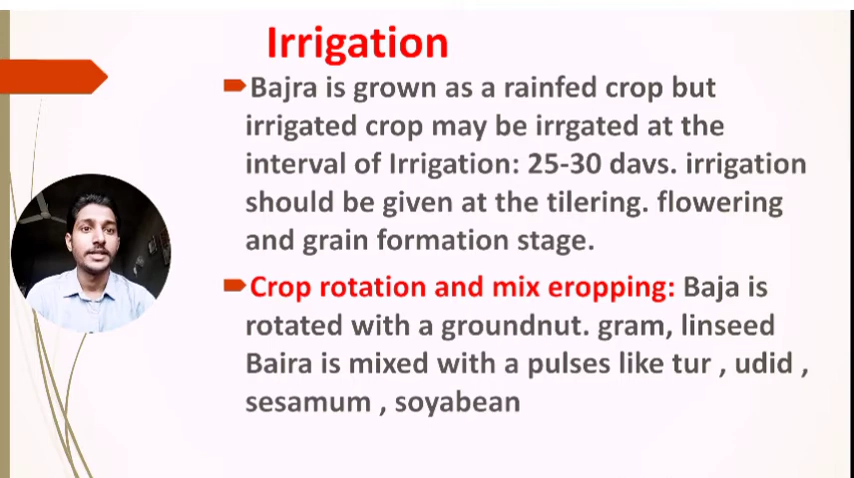 Irrigation
Bajra is grown as a rainfed crop but
irrigated crop may be irrgated at the
interval of Irrigation: 25-30 davs. irrigation
should be given at the tilering. flowering
and grain formation stage.
Crop rotation and mix eropping: Baja is
rotated with a groundnut. gram, linseed
Baira is mixed with a pulses like tur , udid ,
sesamum , soyabean